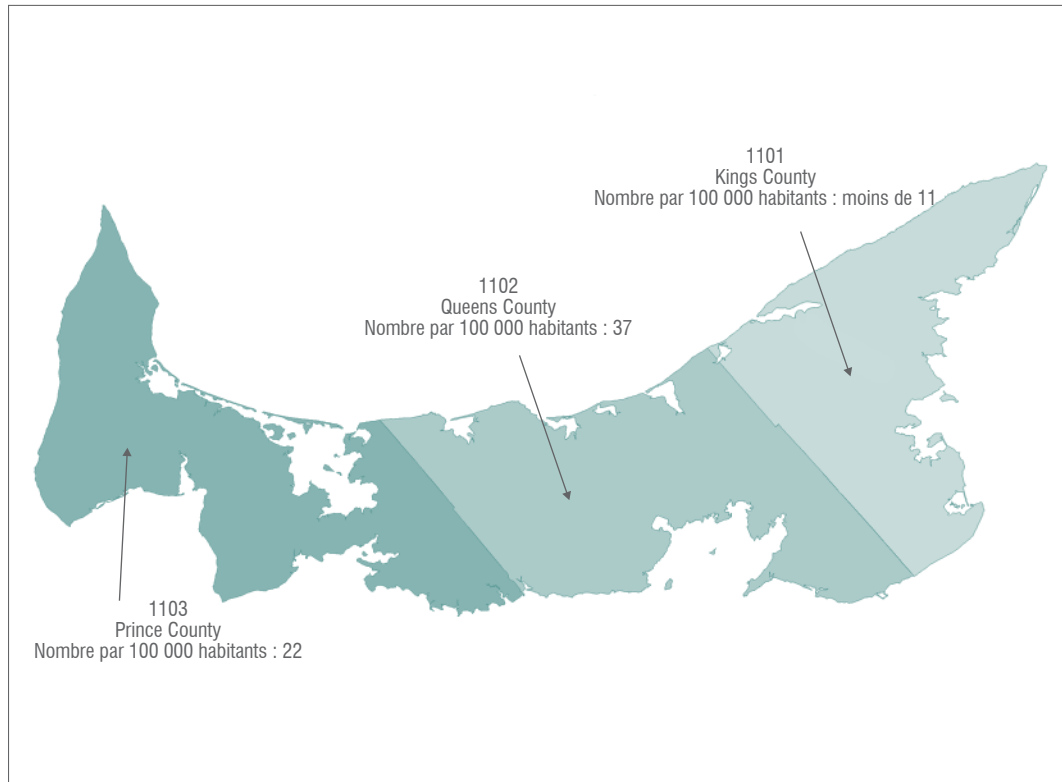 1101
Kings County
Nombre par 100 000 habitants : moins de 11
1102
Queens County
Nombre par 100 000 habitants : 37
1103
Prince County
Nombre par 100 000 habitants : 22